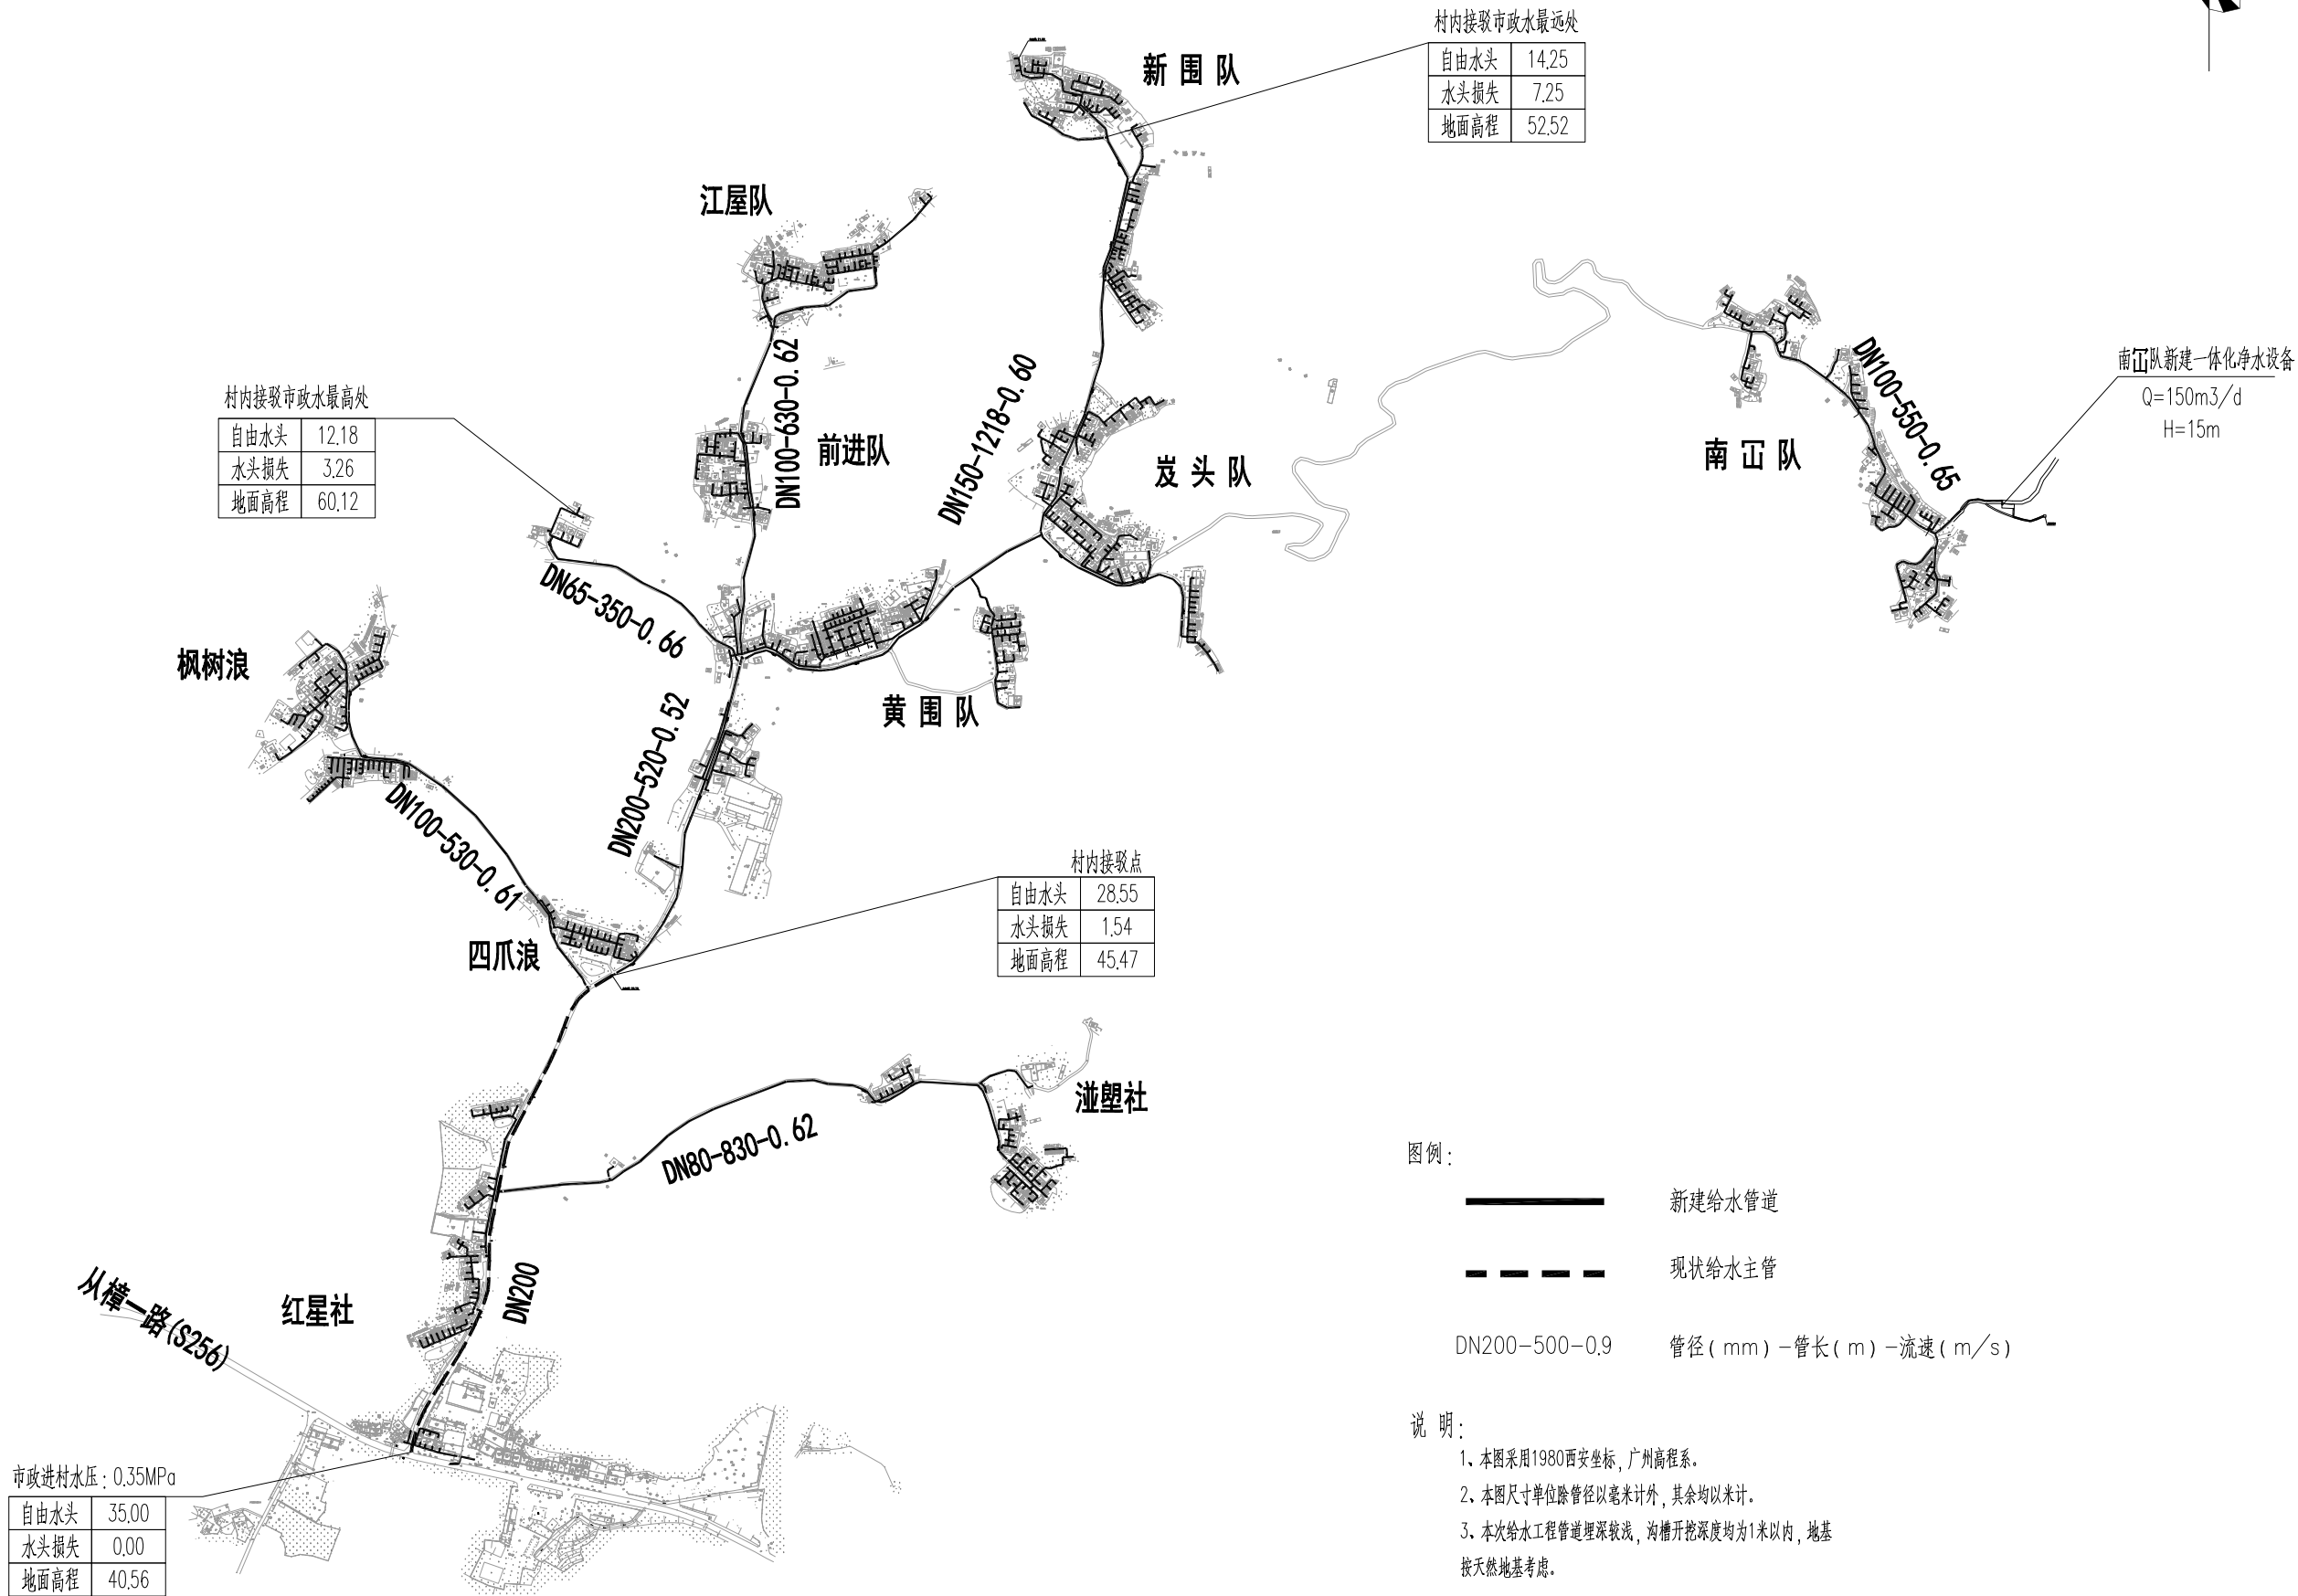 村内接驳市政水最远处
自由水头 14.25
水头损失 7.25
地面高程 52.52
新围队
江屋队
DN100-630-0.62
前进队
DN150-1218-0.60
岌头队
南㘵队
DN100-550-0.65
南㘵队新建一体化净水设备
Q=150m3/d
H=15m
村内接驳市政水最高处
自由水头 12.18
水头损失 3.26
地面高程 60.12
DN65-350-0.66
枫树浪
黄围队
DN200-520-0.52
DN100-530-0.61
四爪浪
村内接驳点
自由水头 28.55
水头损失 1.54
地面高程 45.47
湴塱社
DN80-830-0.62
红星社
DN200
从樟一路(S256)
市政进村水压:0.35MPa
自由水头 35.00
水头损失 0.00
地面高程 40.56
图例:
新建给水管道
现状给水主管
DN200-500-0.9 管径(mm)-管长(m)-流速(m/s)
说 明:
1、本图采用1980西安坐标,广州高程系。
2、本图尺寸单位除管径以毫米计外,其余均以米计。
3、本次给水工程管道埋深较浅,沟槽开挖深度均为1米以内,地基
按天然地基考虑。